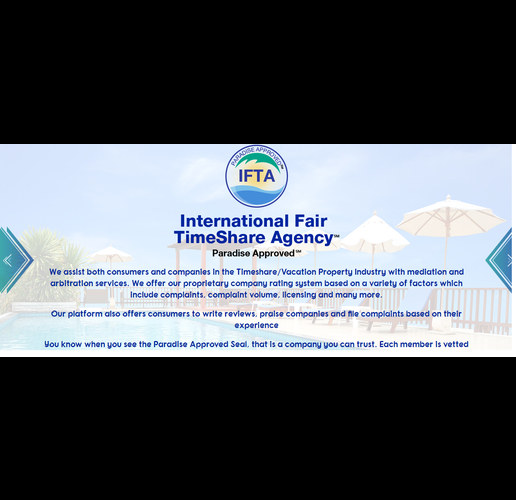 PARADISE APPROVED™
IFTA
International Fair
TimeShare Agency℠
Paradise Approved℠
We assist both consumers and companies in the Timeshare/Vacation Property Industry with mediation and
arbitration services. We offer our proprietary company rating system based on a variety of factors which
include complaints, complaint volume, licensing and many more.
Our platform also offers consumers to write reviews, praise companies and file complaints based on their
experience
You know when you see the Paradise Approved Seal, that is a company you can trust. Each member is vetted